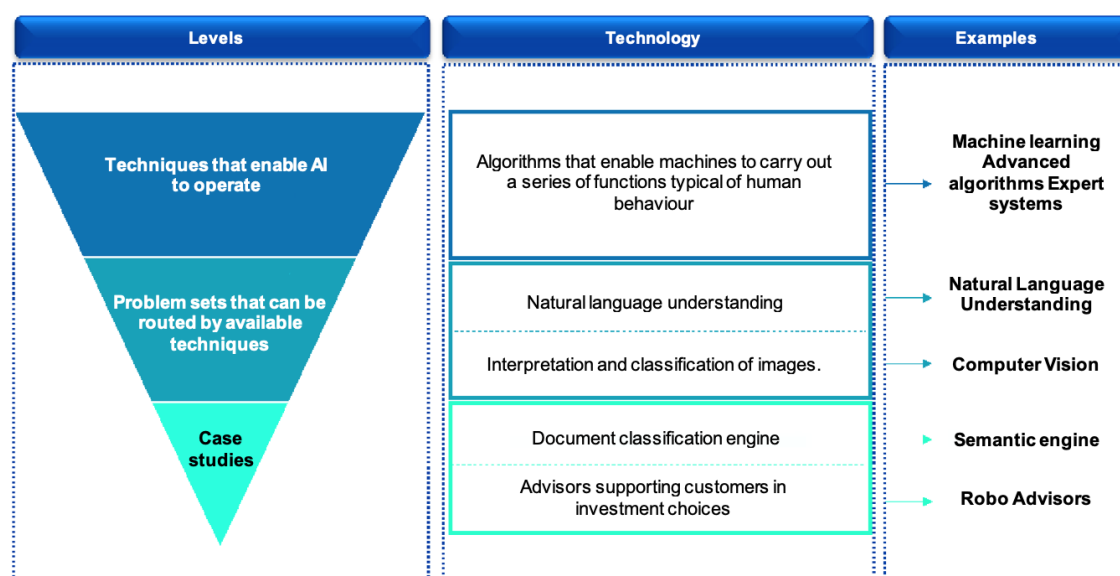 Levels
Technology
Examples
Techniques that enable AI
to operate
Algorithms that enable machines to carry out
a series of functions typical of human
behaviour
Machine learning
Advanced
algorithms Expert
systems
Problem sets that can be
routed by available
techniques
Natural language understanding
Natural Language
Understanding
Interpretation and classification of images.
Computer Vision
Case
studies
Document classification engine
Semantic engine
Advisors supporting customers in
investment choices
Robo Advisors